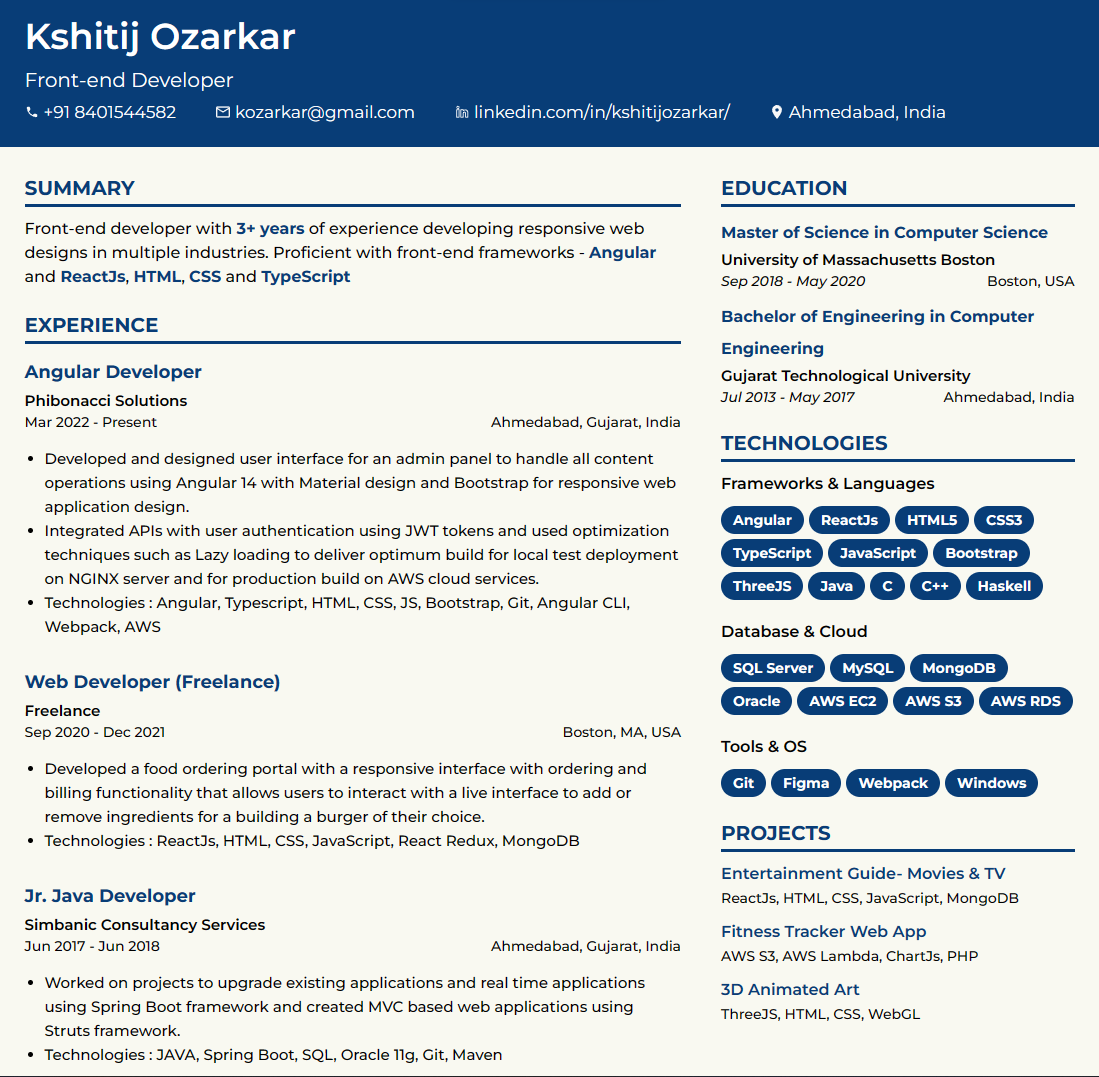 Kshitij Ozarkar
Front-end Developer
+91 8401544582 kozarkar@gmail.com linkedin.com/in/kshitijozarkar/ Ahmedabad, India
SUMMARY
Front-end developer with 3+ years of experience developing responsive web
designs in multiple industries. Proficient with front-end frameworks - Angular
and ReactJs, HTML, CSS and TypeScript
EXPERIENCE
Angular Developer
Phibonacci Solutions
Mar 2022 - Present Ahmedabad, Gujarat, India
• Developed and designed user interface for an admin panel to handle all content
operations using Angular 14 with Material design and Bootstrap for responsive web
application design.
• Integrated APIs with user authentication using JWT tokens and used optimization
techniques such as Lazy loading to deliver optimum build for local test deployment
on NGINX server and for production build on AWS cloud services.
• Technologies : Angular, Typescript, HTML, CSS, JS, Bootstrap, Git, Angular CLI,
Webpack, AWS
Web Developer (Freelance)
Freelance
Sep 2020 - Dec 2021 Boston, MA, USA
• Developed a food ordering portal with a responsive interface with ordering and
billing functionality that allows users to interact with a live interface to add or
remove ingredients for a building a burger of their choice.
• Technologies : ReactJs, HTML, CSS, JavaScript, React Redux, MongoDB
Jr. Java Developer
Simbanic Consultancy Services
Jun 2017 - Jun 2018 Ahmedabad, Gujarat, India
• Worked on projects to upgrade existing applications and real time applications
using Spring Boot framework and created MVC based web applications using
Struts framework.
• Technologies : JAVA, Spring Boot, SQL, Oracle 11g, Git, Maven
EDUCATION
Master of Science in Computer Science
University of Massachusetts Boston
Sep 2018 - May 2020 Boston, USA
Bachelor of Engineering in Computer
Engineering
Gujarat Technological University
Jul 2013 - May 2017 Ahmedabad, India
TECHNOLOGIES
Frameworks & Languages
Angular ReactJs HTML5 CSS3
TypeScript JavaScript Bootstrap
ThreeJS Java C C++ Haskell
Database & Cloud
SQL Server MySQL MongoDB
Oracle AWS EC2 AWS S3 AWS RDS
Tools & OS
Git Figma Webpack Windows
PROJECTS
Entertainment Guide- Movies & TV
ReactJs, HTML, CSS, JavaScript, MongoDB
Fitness Tracker Web App
AWS S3, AWS Lambda, ChartJs, PHP
3D Animated Art
ThreeJS, HTML, CSS, WebGL